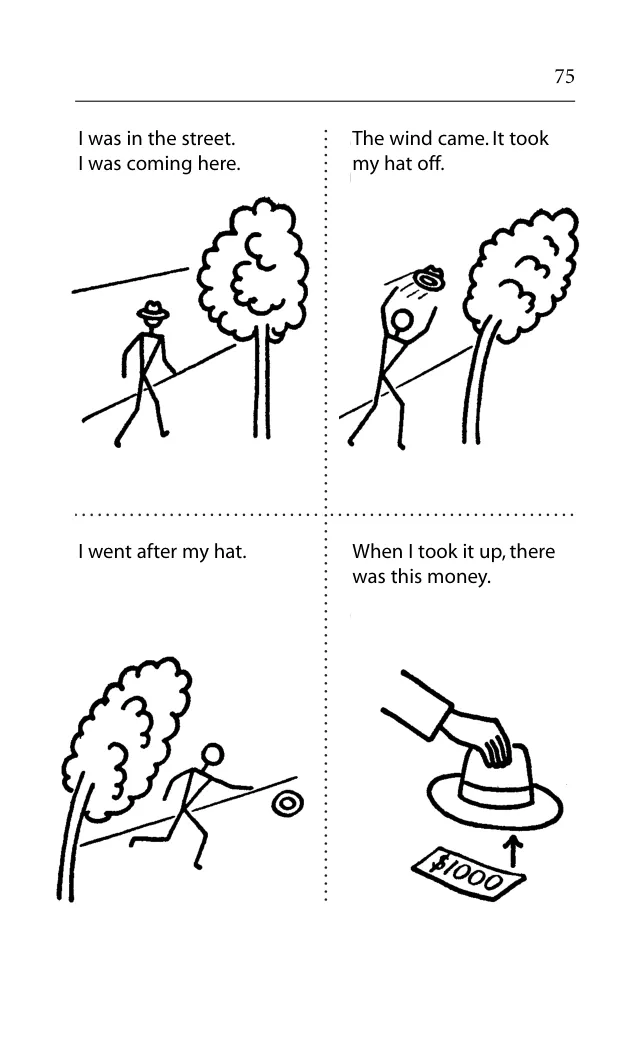 75
I was in the street.
I was coming here.
The wind came. It took
my hat off.
I went after my hat.
When I took it up, there
was this money.
$1000